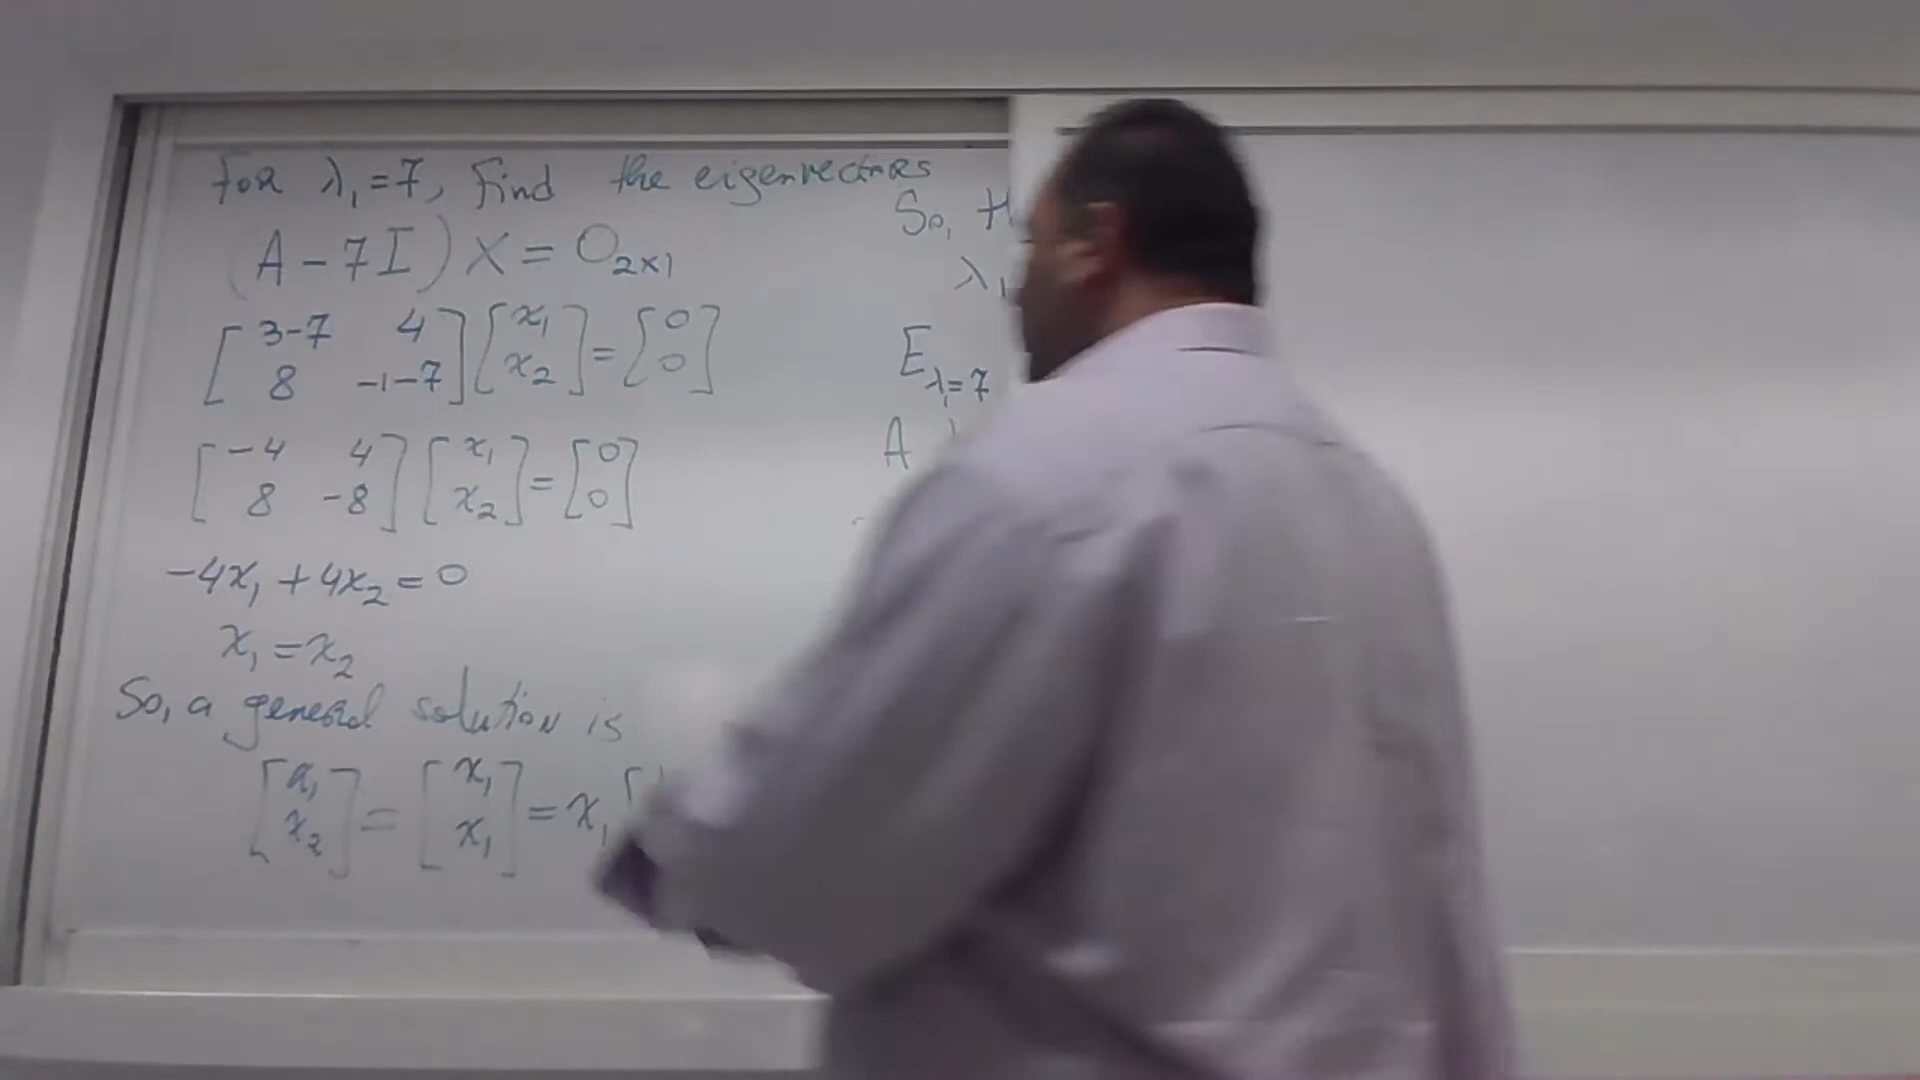 for λ₁=7, Find the eigenvectors
(A-7I)X=O₂ₓ₁
[3-7 4
8 -1-7][x₁
x₂]=[0
0]
[-4 4
8 -8][x₁
x₂]=[0
0]
-4x₁+4x₂=0
x₁=x₂
So, a general solution is
[x₁
x₂]=[x₁
x₁]=x₁[
So,
λ₁
E_λ₁=7
A